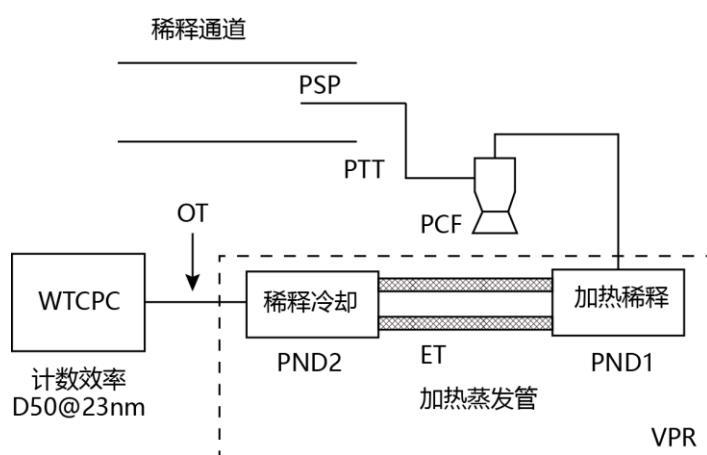 稀释通道
PSP
PTT
PCF
OT
WTCPC
稀释冷却
加热稀释
PND2
ET
PND1
计数效率
D50@23nm
加热蒸发管
VPR